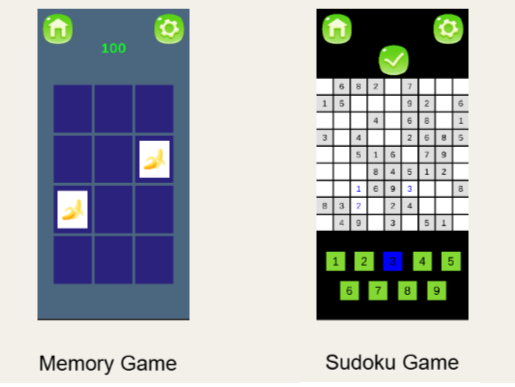 100
6 8 2 7
1 5 9 2 6
4 6 8 1
3 4 2 6 8 5
5 1 6 7 9
8 4 5 1 2
1 6 9 3 8
8 3 2 2 4
4 9 3 5 1
1 2 3 4 5
6 7 8 9
Memory Game
Sudoku Game